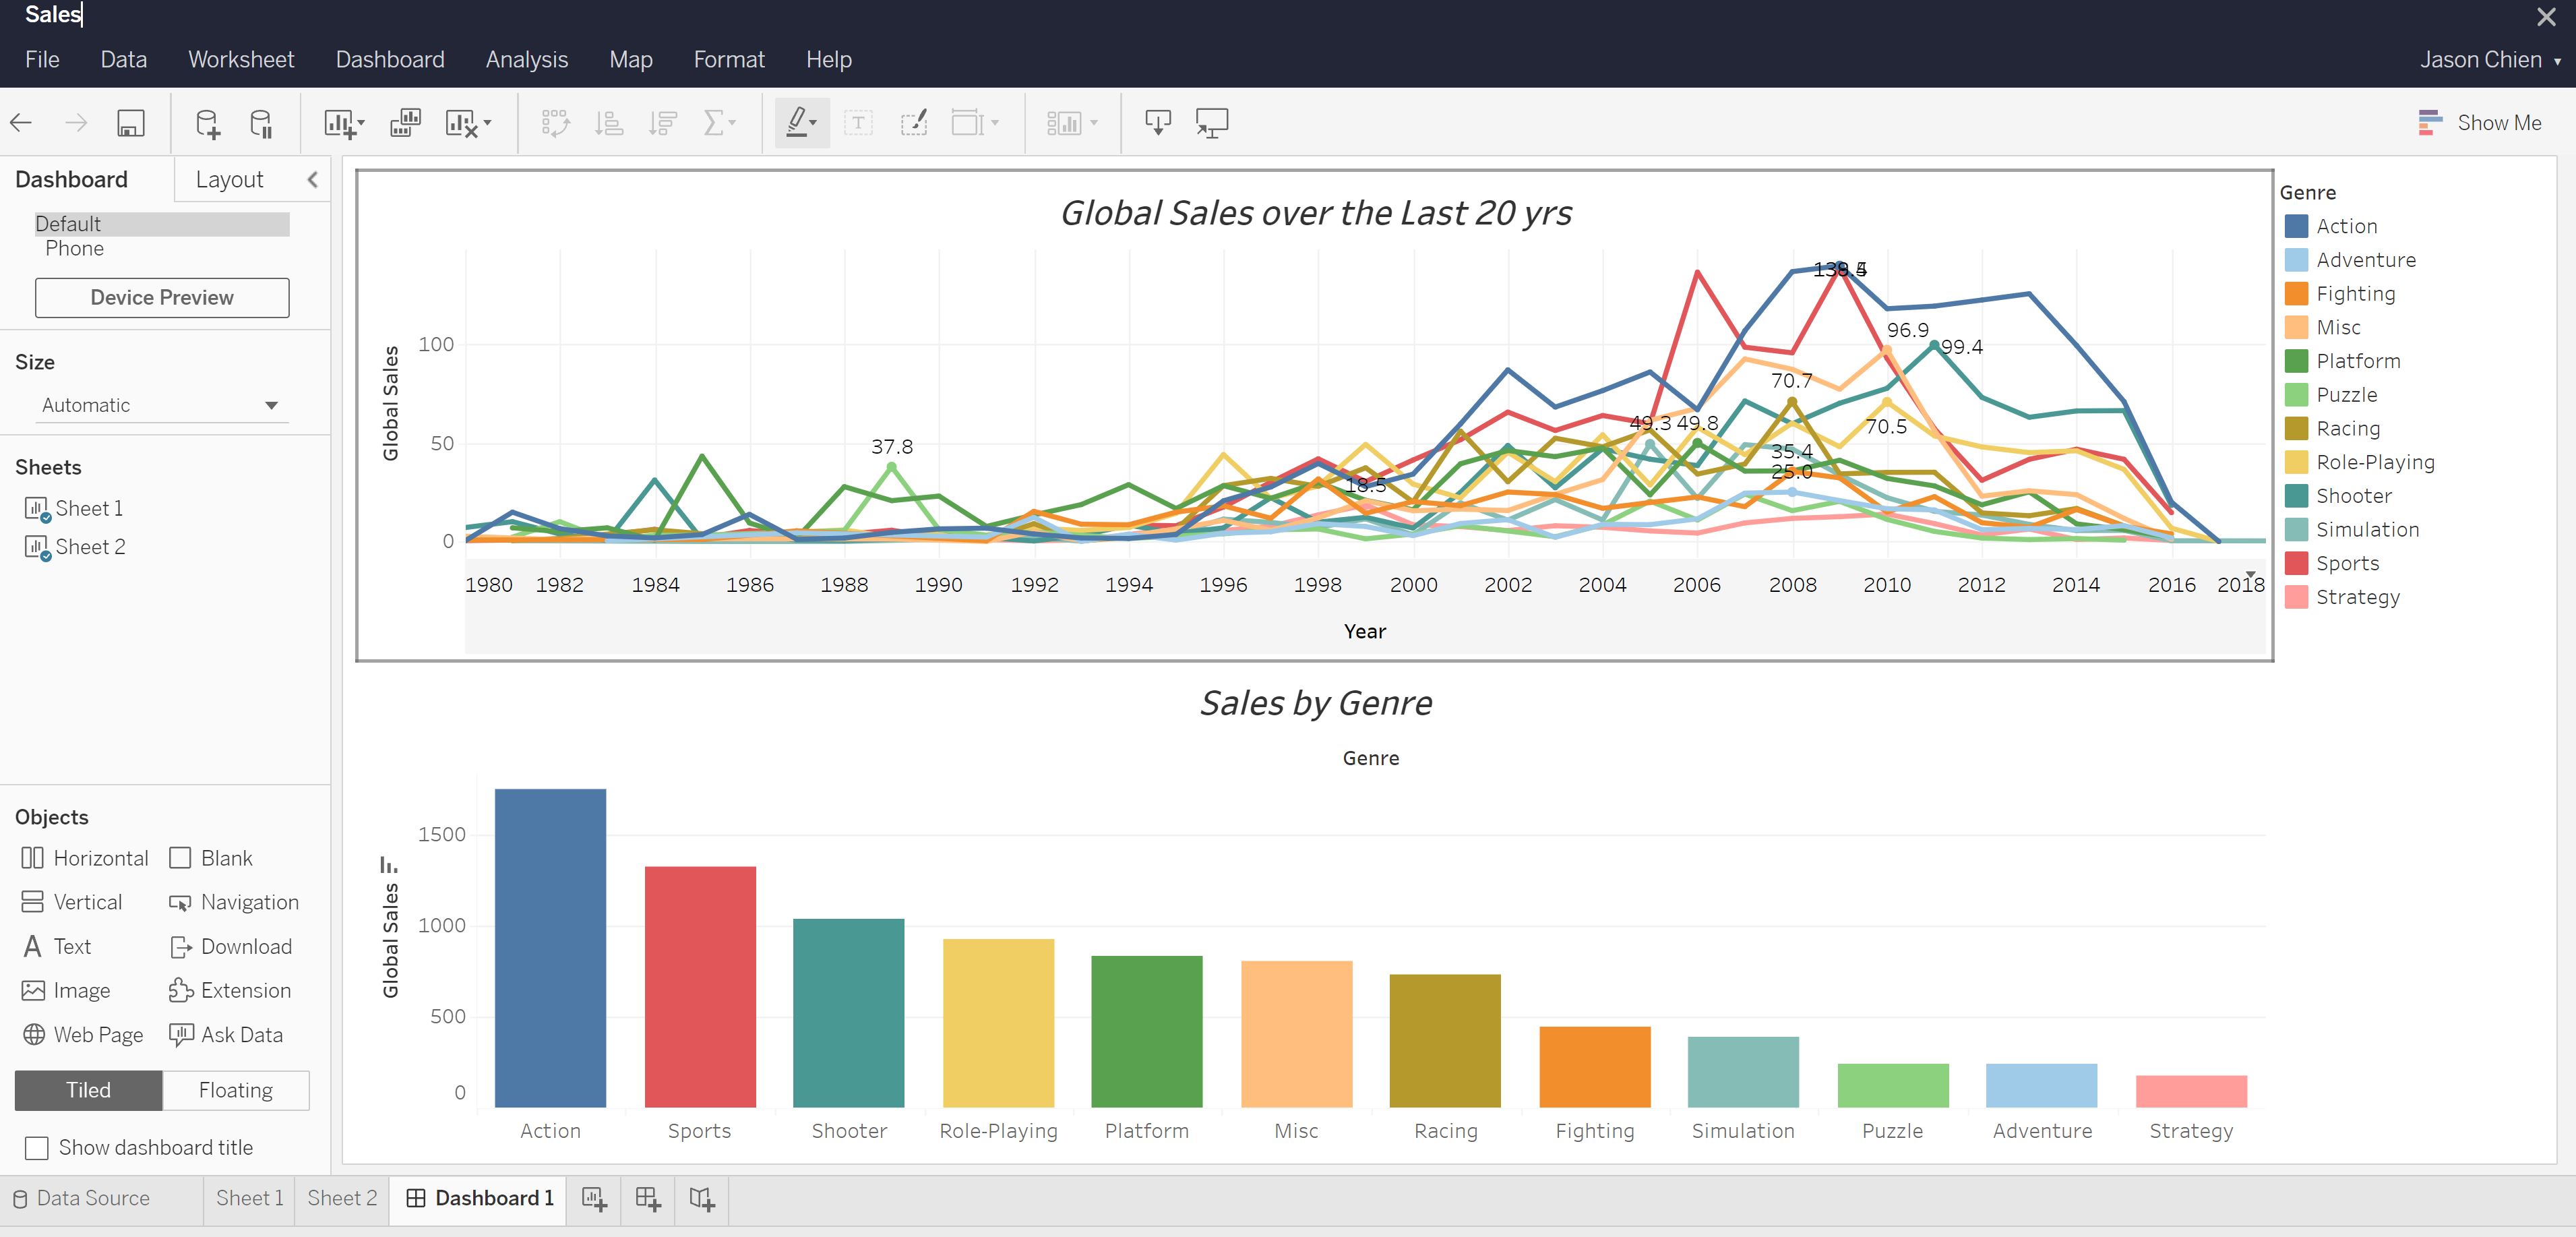 Sales
File Data Worksheet Dashboard Analysis Map Format Help Jason Chien
Show Me
Dashboard Layout
Default
Phone
Device Preview
Size
Automatic
Sheets
Sheet 1
Sheet 2
Objects
Horizontal Blank
Vertical Navigation
Text Download
Image Extension
Web Page Ask Data
Tiled Floating
Show dashboard title
Global Sales over the Last 20 yrs
Global Sales
100
50
0
37.8
18.5
49.3 49.8
70.7
35.4
25.0
96.9
99.4
70.5
1980 1982 1984 1986 1988 1990 1992 1994 1996 1998 2000 2002 2004 2006 2008 2010 2012 2014 2016 2018
Year
Genre
Action
Adventure
Fighting
Misc
Platform
Puzzle
Racing
Role-Playing
Shooter
Simulation
Sports
Strategy
Sales by Genre
Genre
Global Sales
1500
1000
500
0
Action Sports Shooter Role-Playing Platform Misc Racing Fighting Simulation Puzzle Adventure Strategy
Data Source Sheet 1 Sheet 2 Dashboard 1